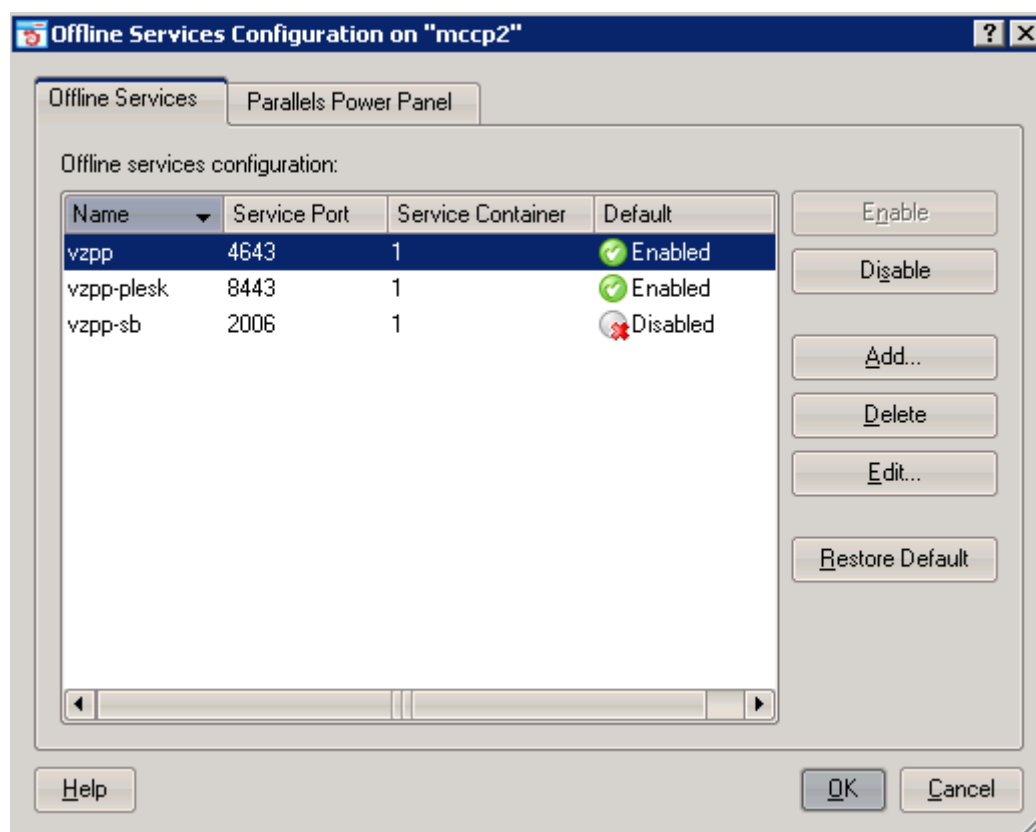 Offline Services Configuration on "mccp2"
Offline Services Parallels Power Panel
Offline services configuration:
Name Service Port Service Container Default
vzpp 4643 1 Enabled
vzpp-plesk 8443 1 Enabled
vzpp-sb 2006 1 Disabled
Enable
Disable
Add...
Delete
Edit...
Restore Default
Help OK Cancel